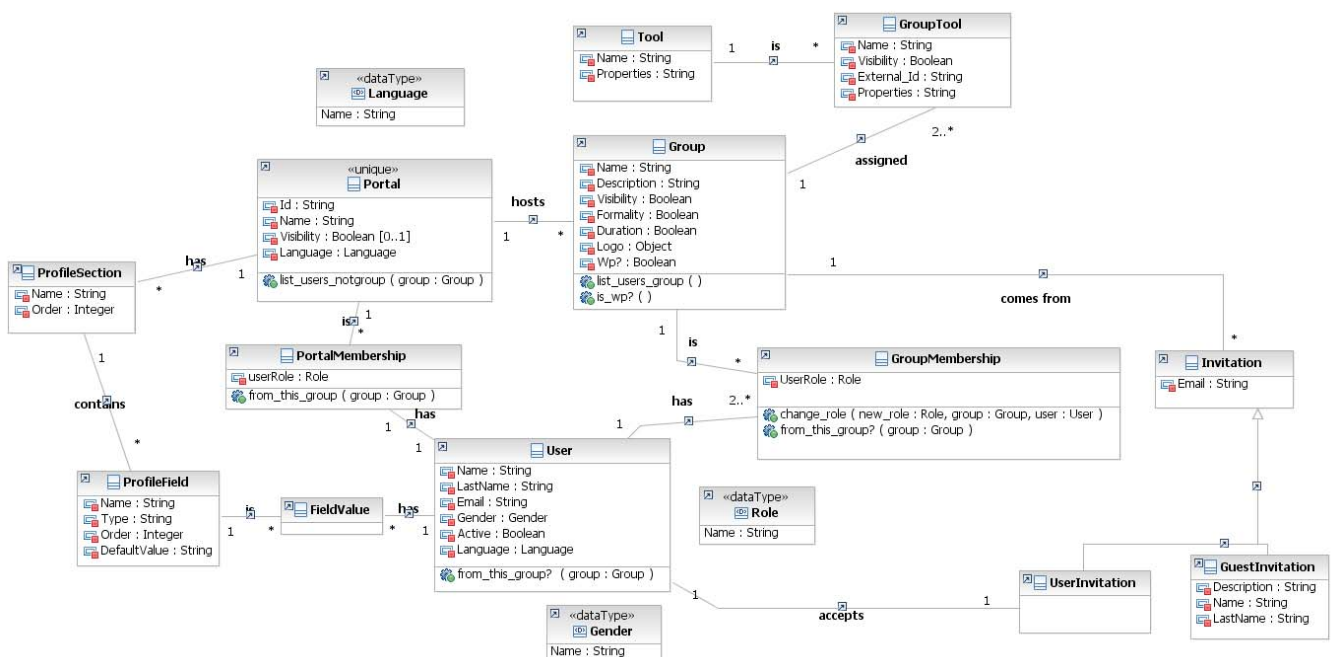 Tool
Name : String
Properties : String
1
is
*
GroupTool
Name : String
Visibility : Boolean
External_Id : String
Properties : String
2..*
assigned
1
«dataType»
Language
Name : String
«unique»
Portal
Id : String
Name : String
Visibility : Boolean [0..1]
Language : Language
list_users_notgroup ( group : Group )
hosts
1
*
Group
Name : String
Description : String
Visibility : Boolean
Formality : Boolean
Duration : Boolean
Logo : Object
Wp? : Boolean
list_users_group ( )
is_wp? ( )
1
comes from
*
ProfileSection
Name : String
Order : Integer
has
*
1
1
is
*
PortalMembership
userRole : Role
from_this_group ( group : Group )
1
is
*
GroupMembership
UserRole : Role
change_role ( new_role : Role, group : Group, user : User )
from_this_group? ( group : Group )
Invitation
Email : String
1
contains
*
1
has
1
1
has
2..*
User
Name : String
LastName : String
Email : String
Gender : Gender
Active : Boolean
Language : Language
from_this_group? ( group : Group )
ProfileField
Name : String
Type : String
Order : Integer
DefaultValue : String
1
is
*
FieldValue
has
*
1
«dataType»
Role
Name : String
1
accepts
1
UserInvitation
GuestInvitation
Description : String
Name : String
LastName : String
«dataType»
Gender
Name : String